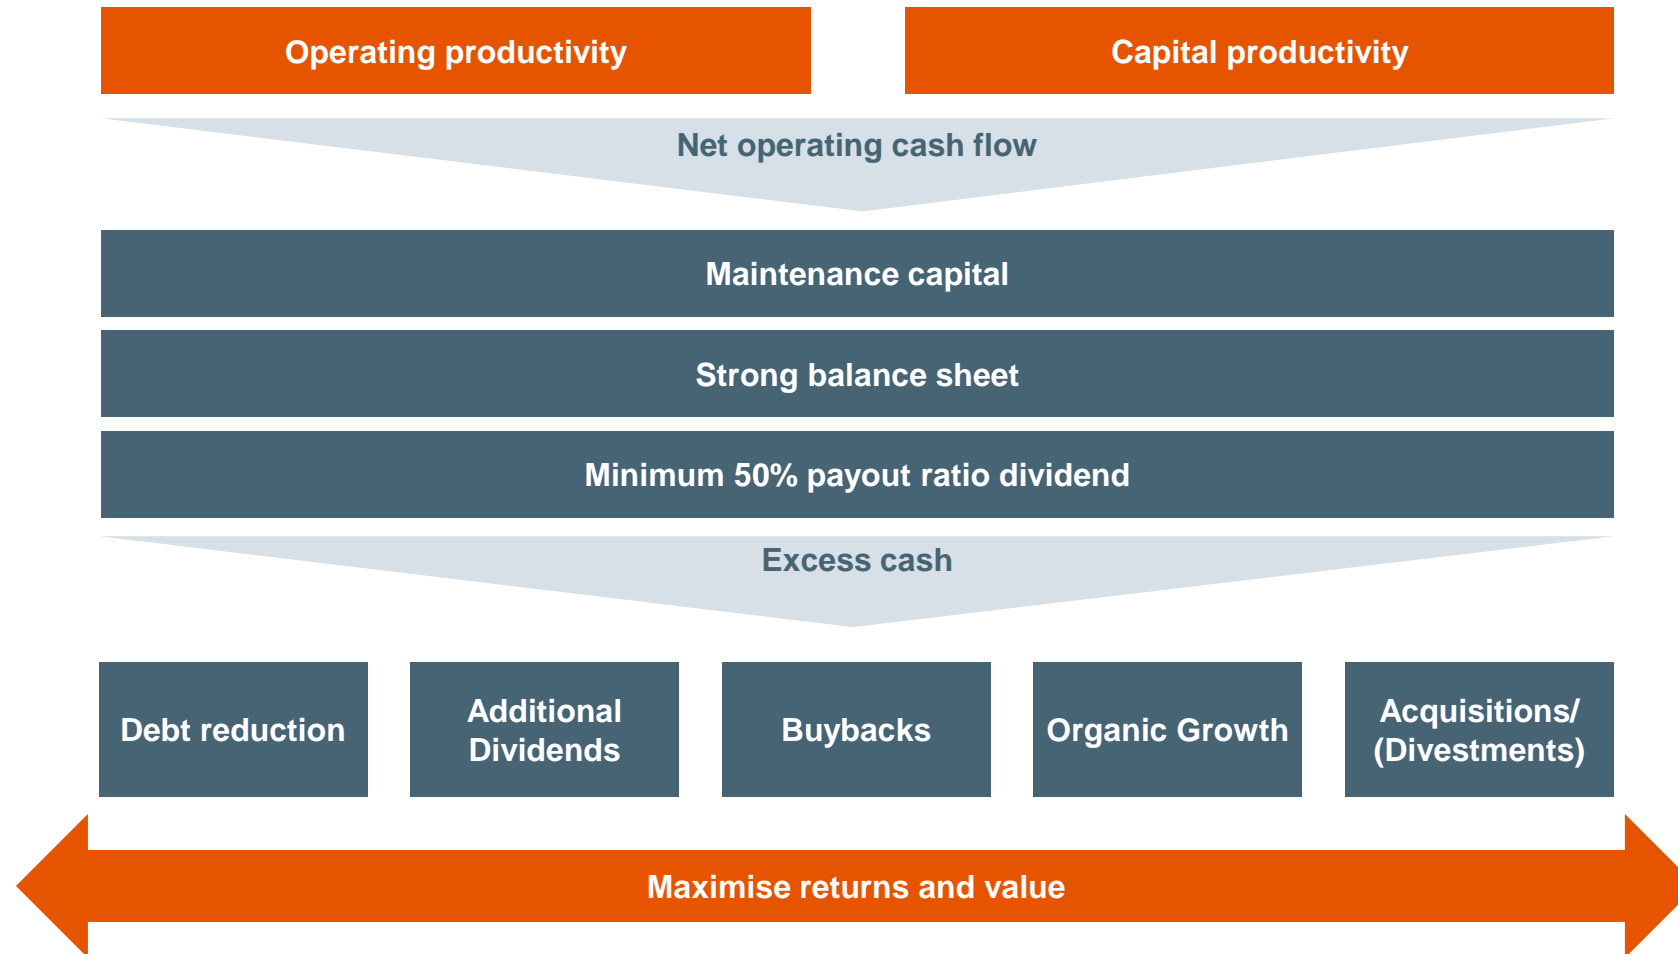 Operating productivity
Capital productivity
Net operating cash flow
Maintenance capital
Strong balance sheet
Minimum 50% payout ratio dividend
Excess cash
Debt reduction
Additional
Dividends
Buybacks
Organic Growth
Acquisitions/
(Divestments)
Maximise returns and value